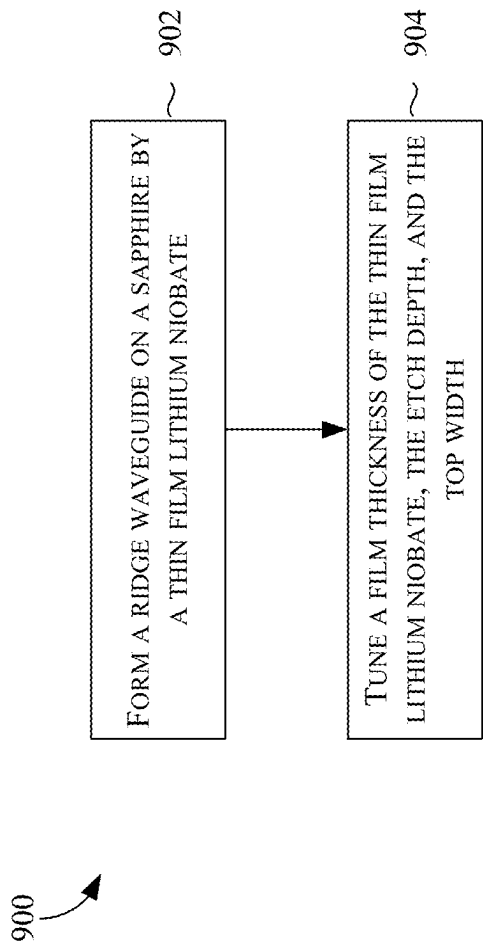 900
FORM A RIDGE WAVEGUIDE ON A SAPPHIRE BY
A THIN FILM LITHIUM NIOBATE
902
TUNE A FILM THICKNESS OF THE THIN FILM
LITHIUM NIOBATE, THE ETCH DEPTH, AND THE
TOP WIDTH
904